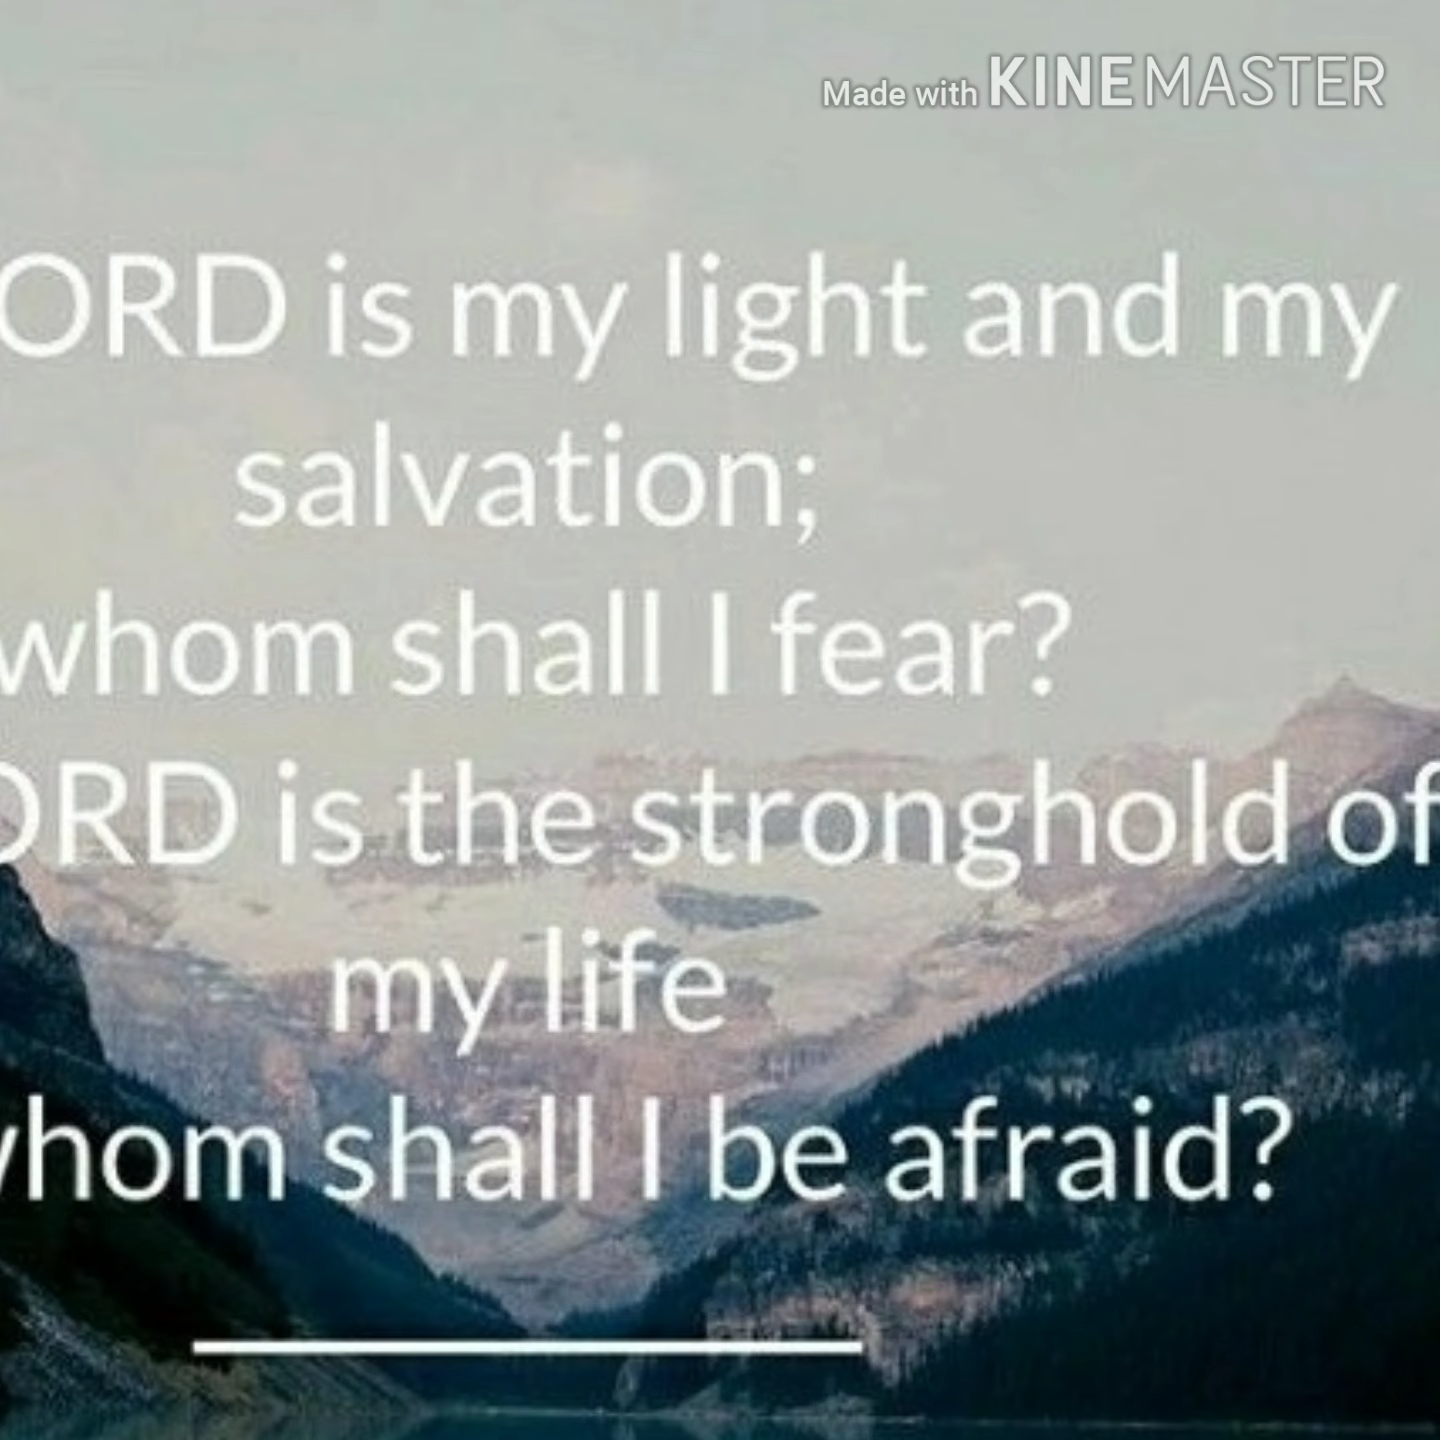 Made with KINEMASTER
ORD is my light and my
salvation;
whom shall I fear?
ORD is the stronghold of
my life
whom shall I be afraid?